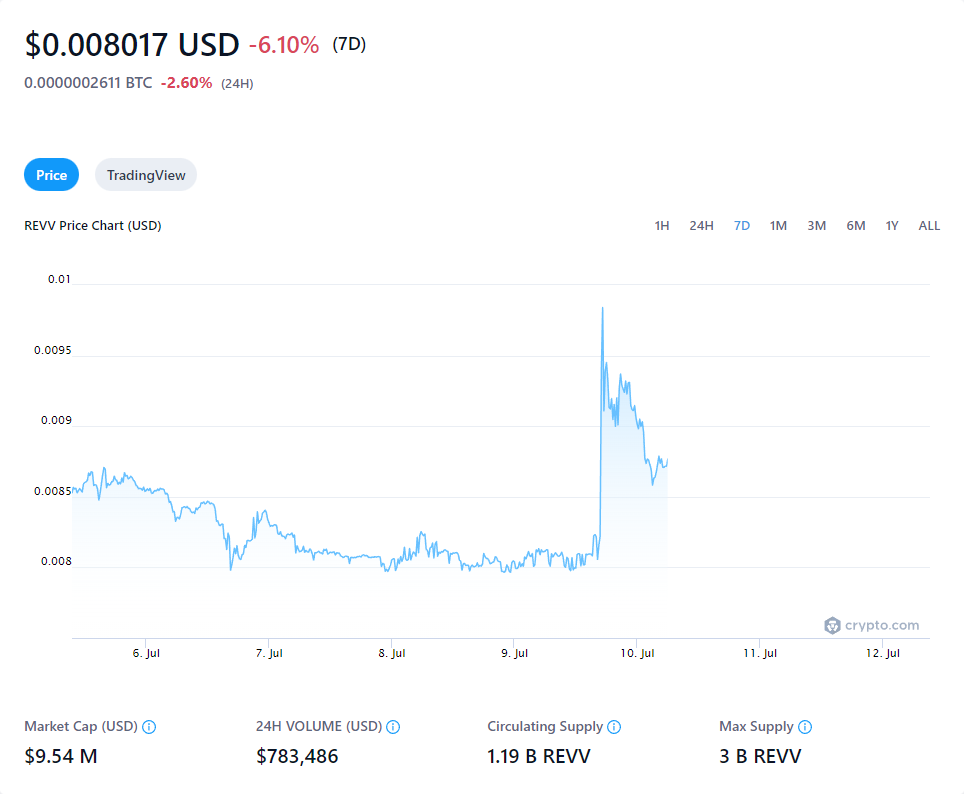 $0.008017 USD -6.10% (7D)
0.0000002611 BTC -2.60% (24H)
Price TradingView
REVV Price Chart (USD) 1H 24H 7D 1M 3M 6M 1Y ALL
0.01
0.0095
0.009
0.0085
0.008
crypto.com
6. Jul 7. Jul 8. Jul 9. Jul 10. Jul 11. Jul 12. Jul
Market Cap (USD) 24H VOLUME (USD) Circulating Supply Max Supply
$9.54 M $783,486 1.19 B REVV 3 B REVV